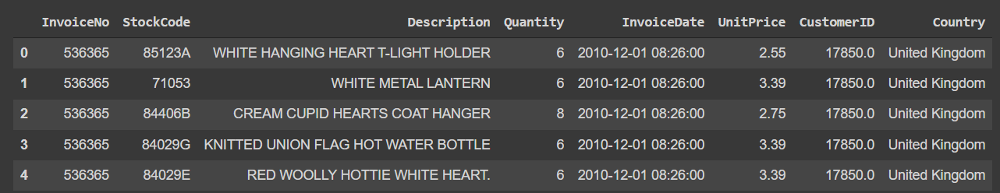 InvoiceNo StockCode Description Quantity InvoiceDate UnitPrice CustomerID Country
0 536365 85123A WHITE HANGING HEART T-LIGHT HOLDER 6 2010-12-01 08:26:00 2.55 17850.0 United Kingdom
1 536365 71053 WHITE METAL LANTERN 6 2010-12-01 08:26:00 3.39 17850.0 United Kingdom
2 536365 84406B CREAM CUPID HEARTS COAT HANGER 8 2010-12-01 08:26:00 2.75 17850.0 United Kingdom
3 536365 84029G KNITTED UNION FLAG HOT WATER BOTTLE 6 2010-12-01 08:26:00 3.39 17850.0 United Kingdom
4 536365 84029E RED WOOLLY HOTTIE WHITE HEART. 6 2010-12-01 08:26:00 3.39 17850.0 United Kingdom